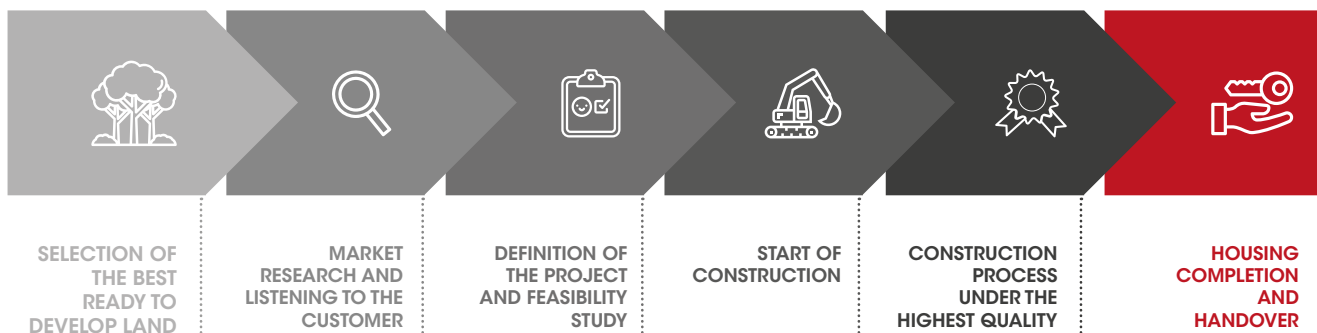 SELECTION OF
THE BEST
READY TO
DEVELOP LAND
MARKET
RESEARCH AND
LISTENING TO THE
CUSTOMER
DEFINITION OF
THE PROJECT
AND FEASIBILITY
STUDY
START OF
CONSTRUCTION
CONSTRUCTION
PROCESS
UNDER THE
HIGHEST QUALITY
HOUSING
COMPLETION
AND
HANDOVER